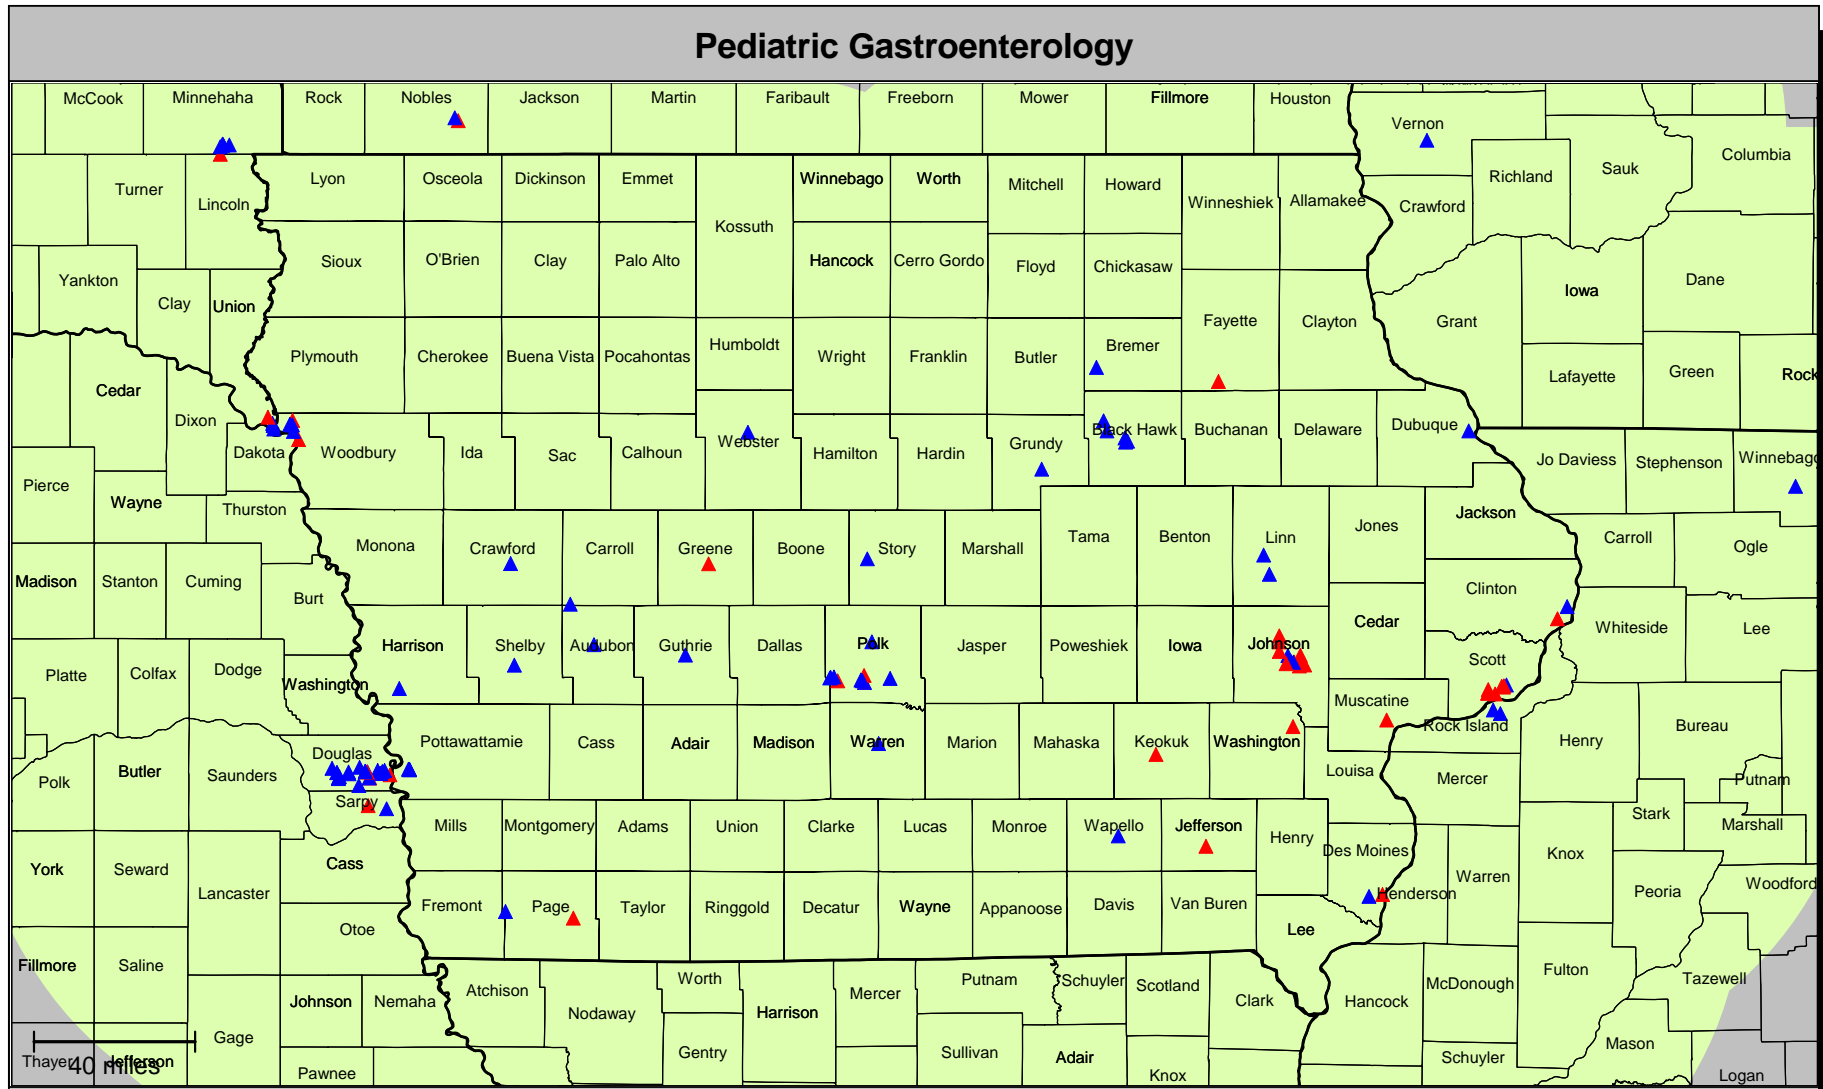 Pediatric Gastroenterology
McCook Minnehaha Rock Nobles Jackson Martin Faribault Freeborn Mower Fillmore Houston
Vernon
Columbia
Turner Lyon Osceola Dickinson Emmet Winnebago Worth Mitchell Howard Richland Sauk
Lincoln Kossuth Winneshiek Allamakee Crawford
Yankton Sioux O'Brien Clay Palo Alto Hancock Cerro Gordo Floyd Chickasaw Dane
Clay Union Iowa
Fayette Clayton Grant
Plymouth Cherokee Buena Vista Pocahontas Humboldt Wright Franklin Butler Bremer
Cedar Lafayette Green Rock
Dixon Webster Grundy Black Hawk Buchanan Delaware Dubuque
Dakota Woodbury Ida Sac Calhoun Hamilton Hardin Jo Daviess Stephenson Winnebago
Pierce Wayne Thurston Jackson
Monona Crawford Carroll Greene Boone Story Marshall Tama Benton Linn Jones Carroll Ogle
Madison Stanton Cuming Burt Clinton
Harrison Shelby Audubon Guthrie Dallas Polk Jasper Poweshiek Iowa Johnson Cedar Whiteside Lee
Platte Colfax Dodge Washington Scott
Muscatine Rock Island Bureau
Pottawattamie Cass Adair Madison Warren Marion Mahaska Keokuk Washington Henry
Polk Butler Saunders Douglas Louisa Mercer Putnam
Sarpy Mills Montgomery Adams Union Clarke Lucas Monroe Wapello Jefferson Henry Stark Marshall
York Seward Cass Des Moines Knox
Lancaster Fremont Page Taylor Ringgold Decatur Wayne Appanoose Davis Van Buren Henderson Warren Peoria Woodford
Otoe Lee
Fillmore Saline Atchison Worth Putnam Schuyler Scotland McDonough Fulton Tazewell
Johnson Nemaha Nodaway Harrison Mercer Clark Hancock
Gage Gentry Sullivan Adair Schuyler Mason
Thayer Jefferson Pawnee Knox Logan
40 miles